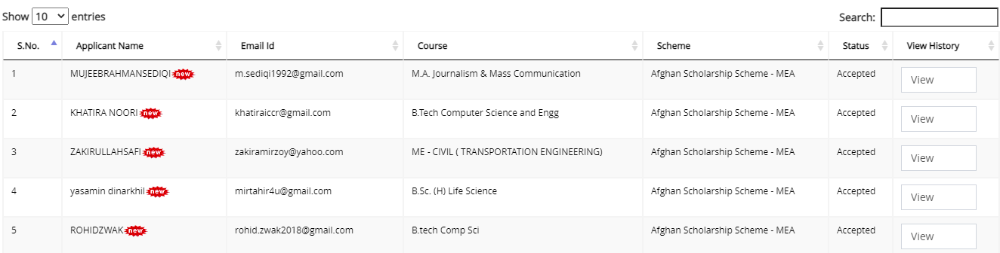 Show 10 entries Search:
S.No. Applicant Name Email Id Course Scheme Status View History
1 MUJEEBRAHMANSEDIQI new m.sediqi1992@gmail.com M.A. Journalism & Mass Communication Afghan Scholarship Scheme - MEA Accepted View
2 KHATIRA NOORI new khatiraiccr@gmail.com B.Tech Computer Science and Engg Afghan Scholarship Scheme - MEA Accepted View
3 ZAKIRULLAHSAFI new zakiramirzoy@yahoo.com ME - CIVIL ( TRANSPORTATION ENGINEERING) Afghan Scholarship Scheme - MEA Accepted View
4 yasamin dinarkhil new mirtahir4u@gmail.com B.Sc. (H) Life Science Afghan Scholarship Scheme - MEA Accepted View
5 ROHIDZWAK new rohid.zwak2018@gmail.com B.tech Comp Sci Afghan Scholarship Scheme - MEA Accepted View